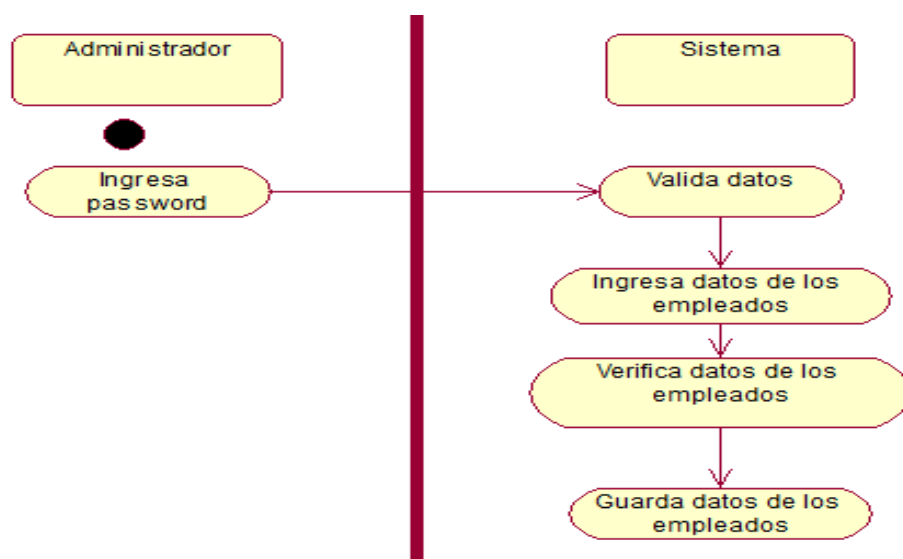 Administrador
Sistema
Ingresa
password
Valida datos
Ingresa datos de los
empleados
Verifica datos de los
empleados
Guarda datos de los
empleados